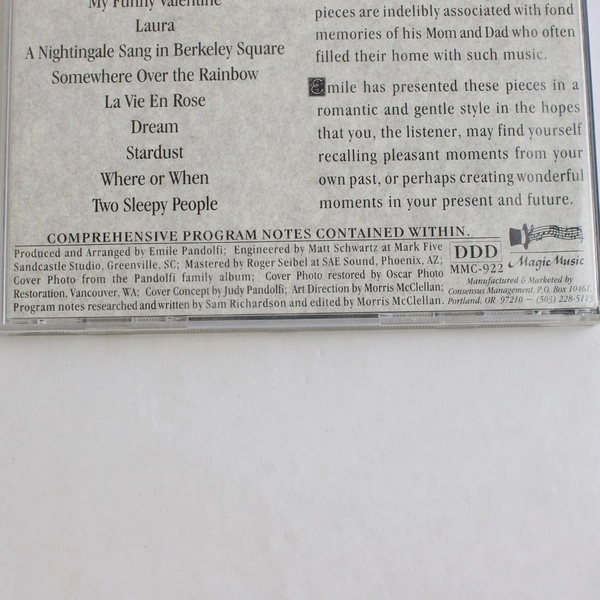 My Funny Valentine
Laura
A Nightingale Sang in Berkeley Square
Somewhere Over the Rainbow
La Vie En Rose
Dream
Stardust
Where or When
Two Sleepy People
pieces are indelibly associated with fond
memories of his Mom and Dad who often
filled their home with such music.
Emile has presented these pieces in a
romantic and gentle style in the hopes
that you, the listener, may find yourself
recalling pleasant moments from your
own past, or perhaps creating wonderful
moments in your present and future.
COMPREHENSIVE PROGRAM NOTES CONTAINED WITHIN.
Produced and Arranged by Emile Pandolfi; Engineered by Matt Schwartz at Mark Five
Sandcastle Studio, Greenville, SC; Mastered by Roger Seibel at SAE Sound, Phoenix, AZ;
Cover Photo from the Pandolfi family album; Cover Photo restored by Oscar Photo
Restoration, Vancouver, WA; Cover Concept by Judy Pandolfi; Art Direction by Morris McClellan;
Program notes researched and written by Sam Richardson and edited by Morris McClellan.
DDD
MMC-922
Magic Music
Manufactured & Marketed by
Consensus Management, P.O. Box 10461,
Portland, OR 97210 ~ (503) 228-5113